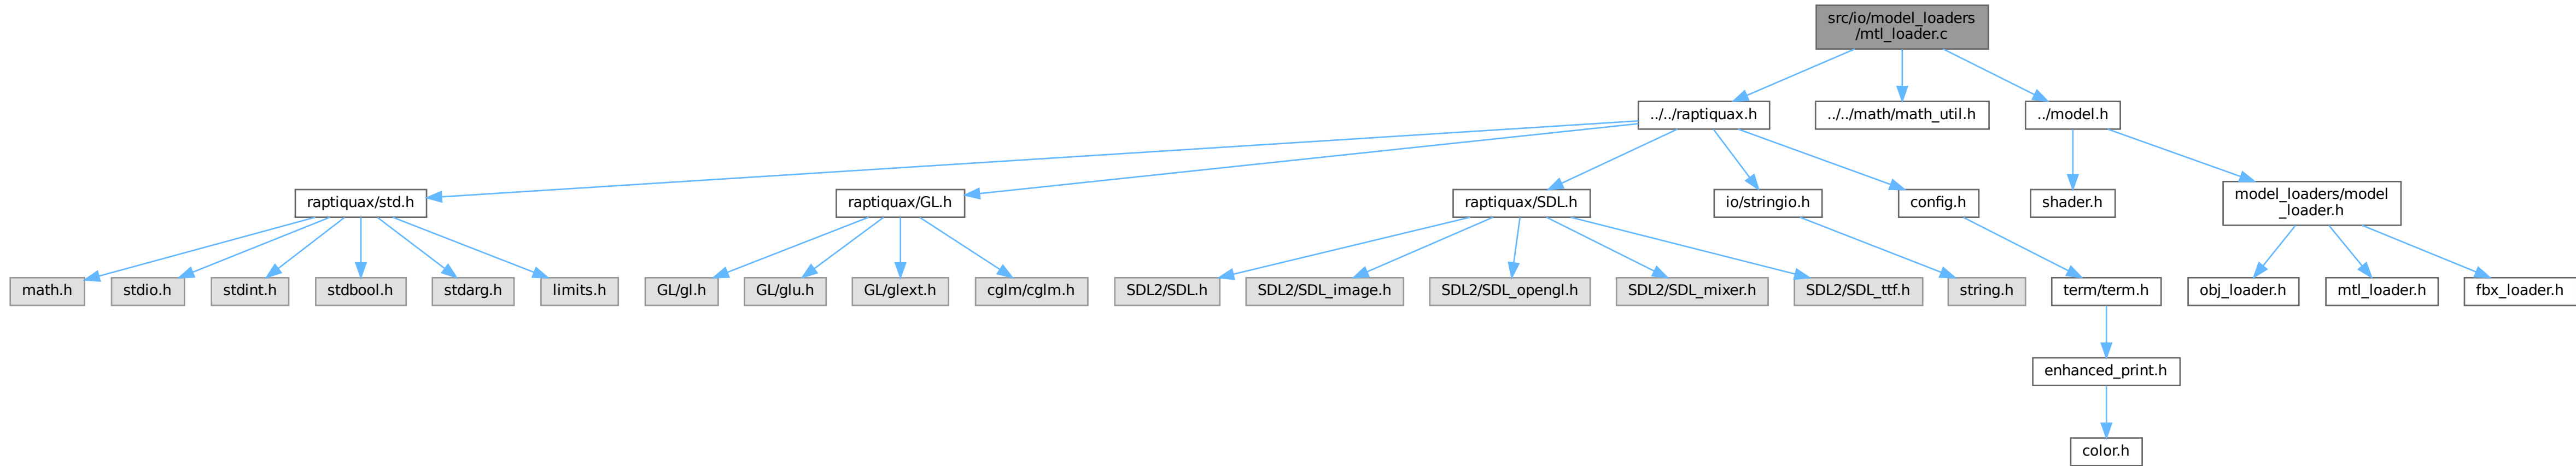 src/io/model_loaders
/mtl_loader.c
../../raptiquax.h
../../math/math_util.h
../model.h
raptiquax/std.h
raptiquax/GL.h
raptiquax/SDL.h
io/stringio.h
config.h
shader.h
model_loaders/model
_loader.h
math.h
stdio.h
stdint.h
stdbool.h
stdarg.h
limits.h
GL/gl.h
GL/glu.h
GL/glext.h
cglm/cglm.h
SDL2/SDL.h
SDL2/SDL_image.h
SDL2/SDL_opengl.h
SDL2/SDL_mixer.h
SDL2/SDL_ttf.h
string.h
term/term.h
obj_loader.h
mtl_loader.h
fbx_loader.h
enhanced_print.h
color.h